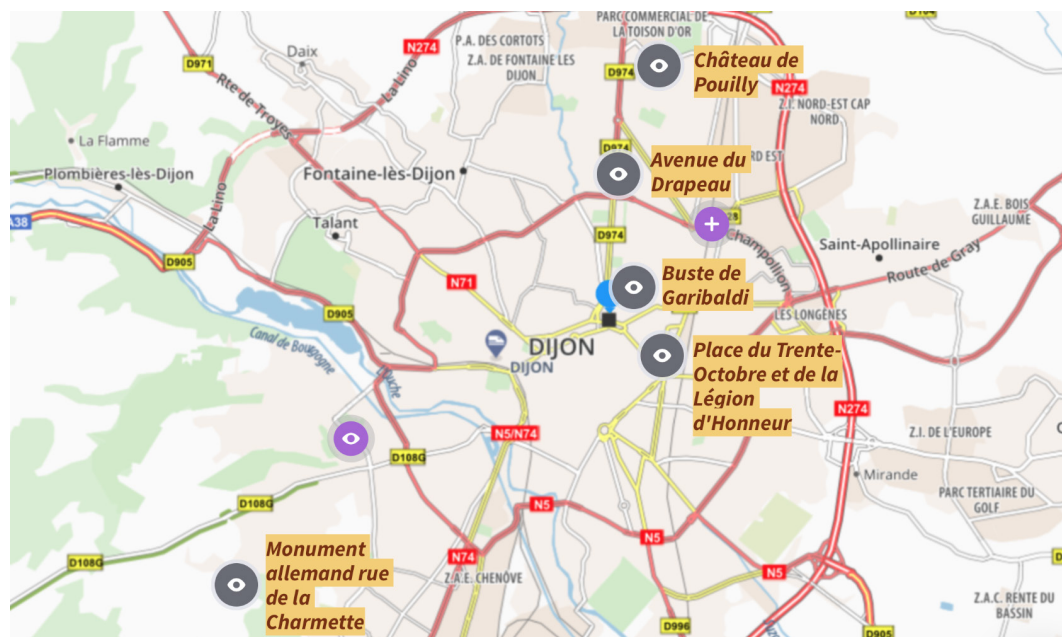 PARC COMMERCIAL DE
LA TOISON D'OR
N274
Daix
P.A. DES CORTOTS
Z.A. DE FONTAINE LES
DIJON
D971
La Lino
Rte de Troyes
D974
Château de
Pouilly
N274
Z.I. NORD-EST CAP
NORD
La Flamme
D974
Avenue du
Drapeau
Plombières-lès-Dijon
Fontaine-lès-Dijon
La Lino
Talant
A38
D905
D974
Champollion
Z.A.E. BOIS
GUILLAUME
Saint-Apollinaire
Route de Gray
N71
Buste de
Garibaldi
D905
LES LONGÈNES
Canal de Bourgogne
DIJON
DIJON
Place du Trente-
Octobre et de la
Légion
d'Honneur
N274
N5/N74
Z.I. DE L'EUROPE
D108G
Mirande
D108G
N5
PARC TERTIAIRE DU
GOLF
N5
Monument
allemand rue
de la
Charmette
D108G
N74
Z.A.E. CHENÔVE
N5
Z.A.C. RENTE DU
BASSIN
D996
D905